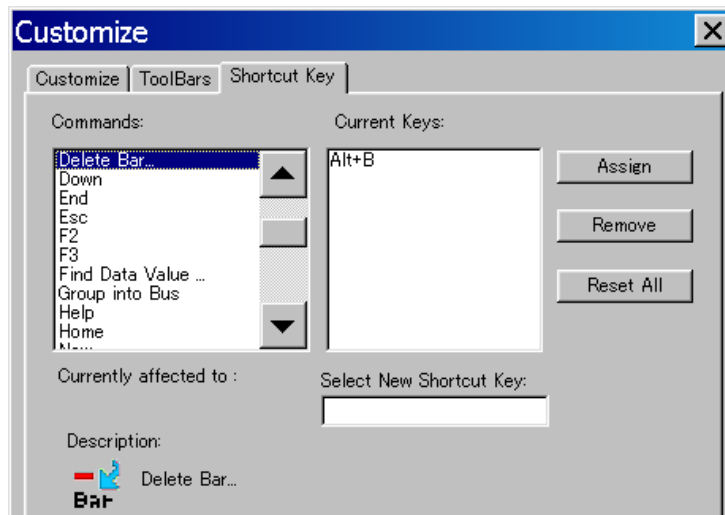 Customize
Customize ToolBars Shortcut Key
Commands:
Current Keys:
Delete Bar...
Down
End
Esc
F2
F3
Find Data Value ...
Group into Bus
Help
Home
Alt+B
Assign
Remove
Reset All
Currently affected to :
Select New Shortcut Key:
Description:
Bar
Delete Bar...